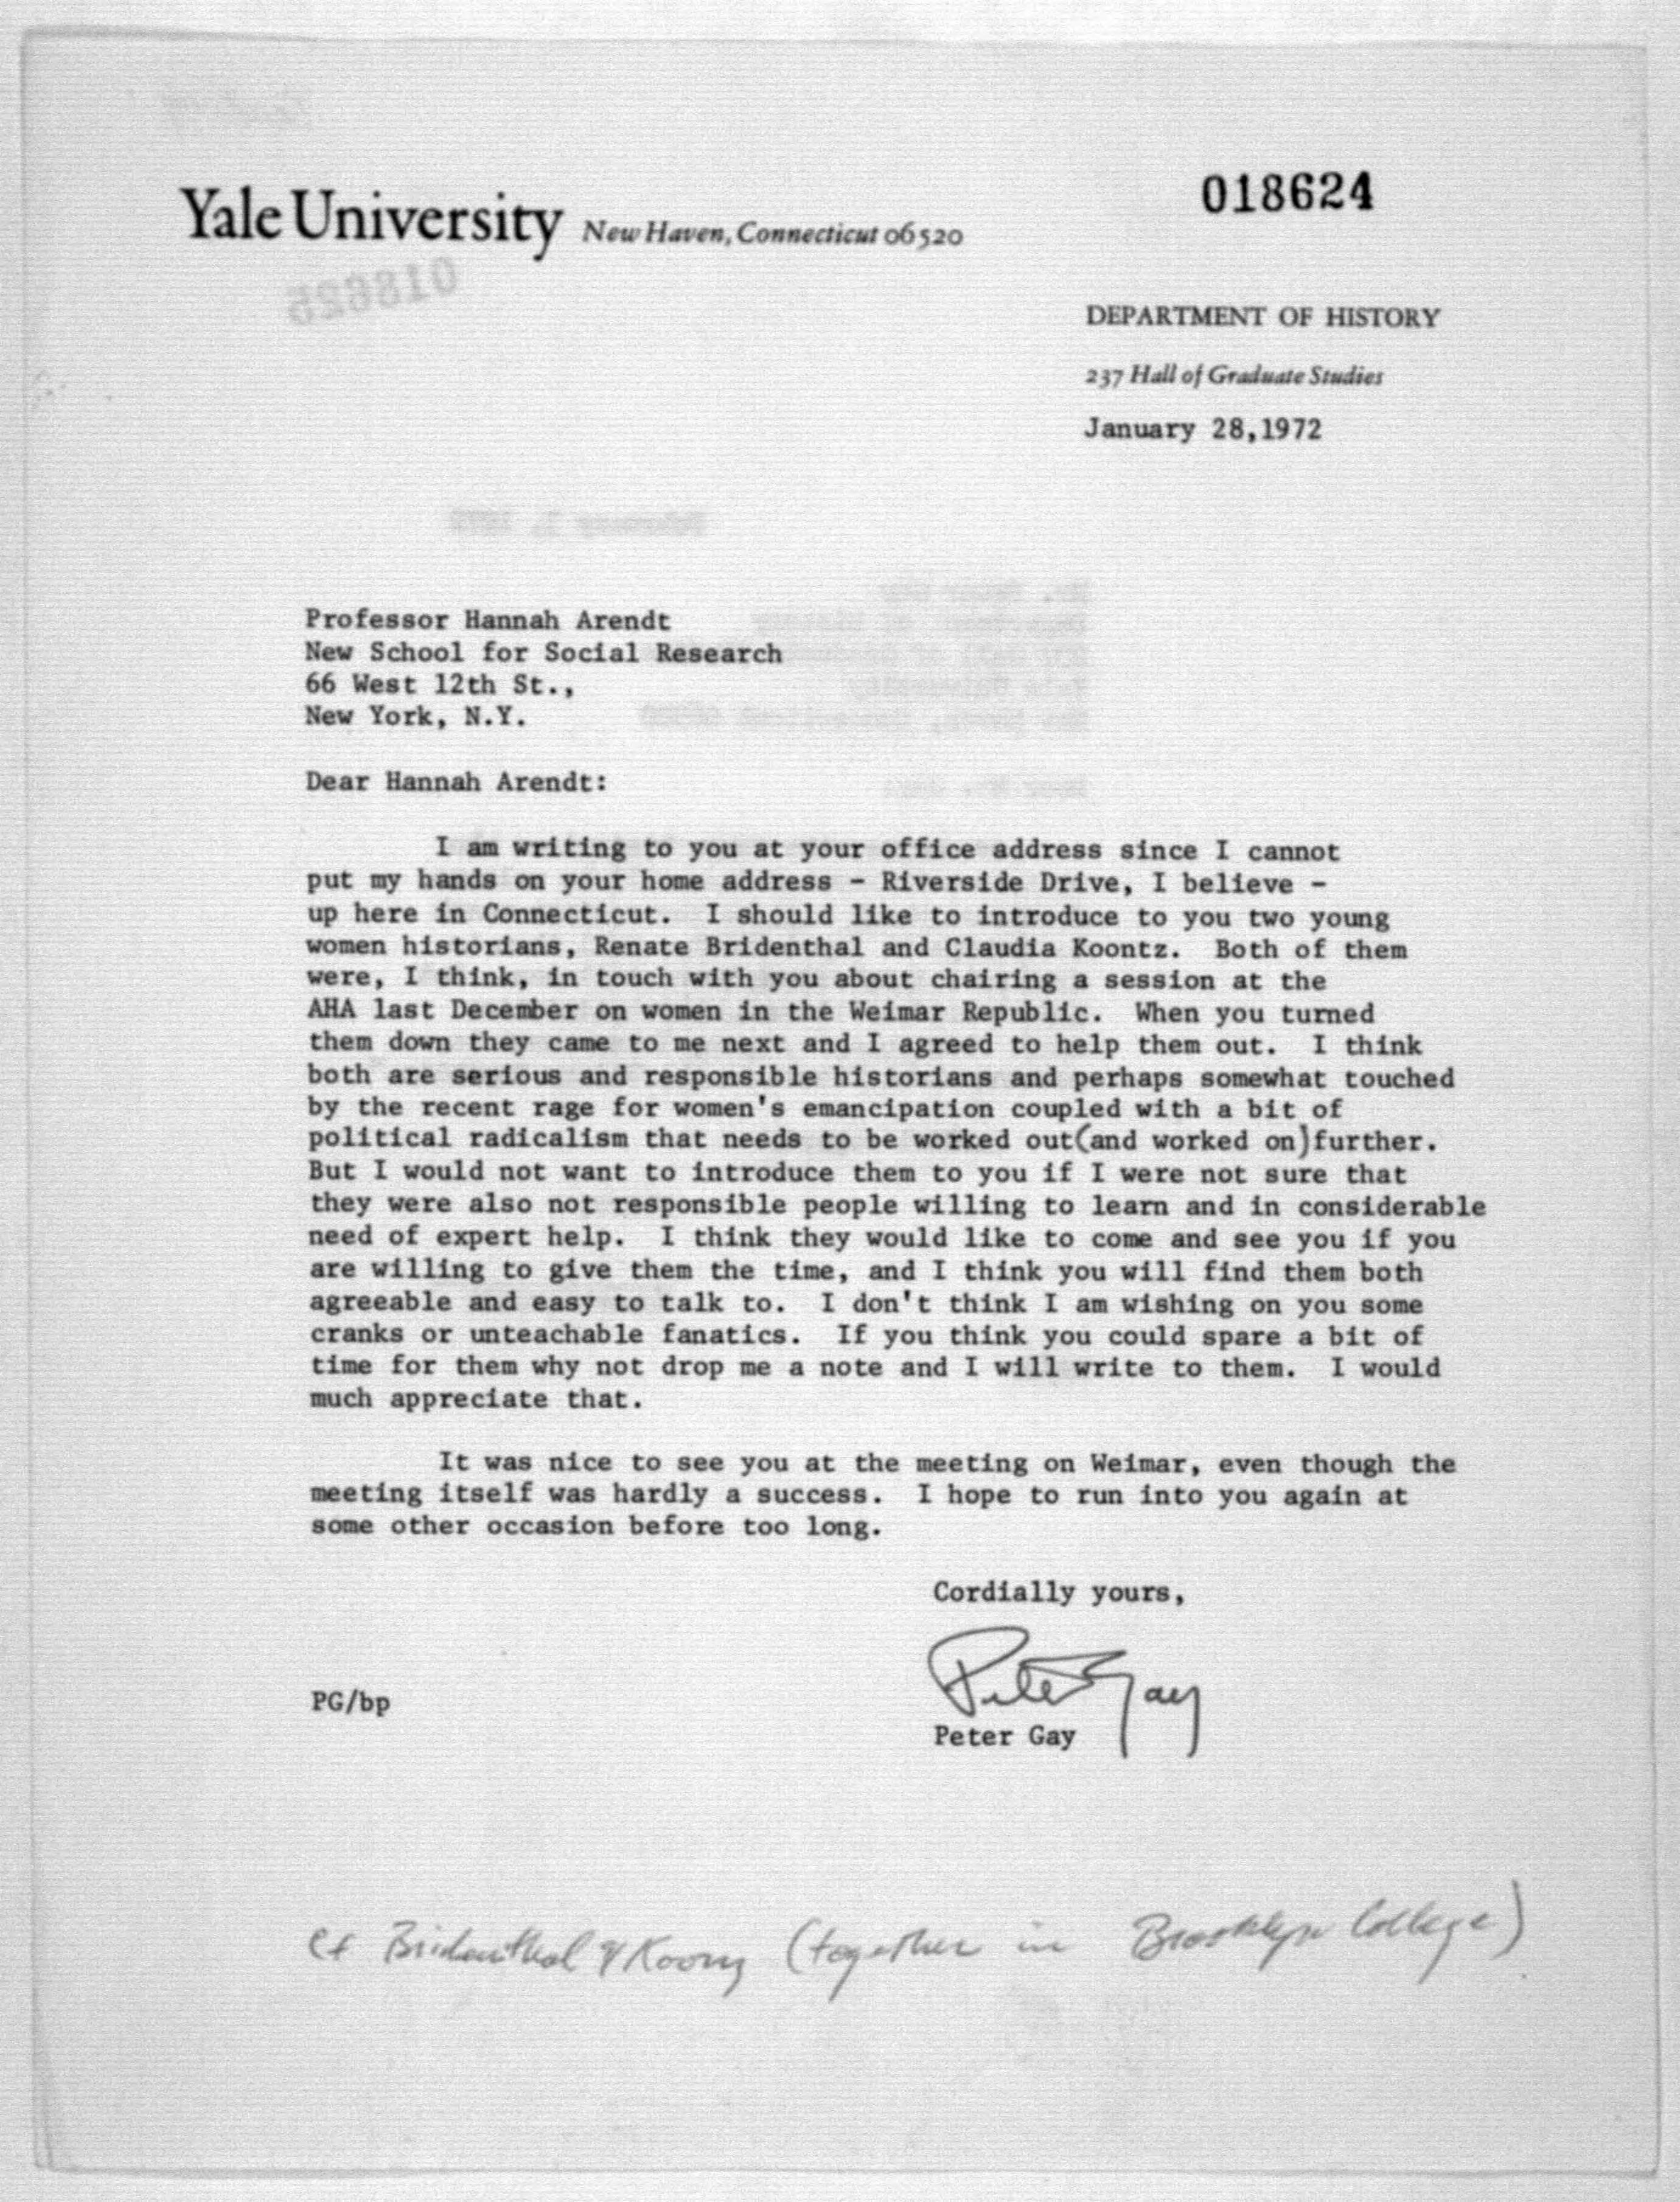 018624
Yale University New Haven, Connecticut 06520
018625
DEPARTMENT OF HISTORY
237 Hall of Graduate Studies
January 28,1972
Professor Hannah Arendt
New School for Social Research
66 West 12th St.,
New York, N.Y.
Dear Hannah Arendt:
I am writing to you at your office address since I cannot
put my hands on your home address - Riverside Drive, I believe -
up here in Connecticut. I should like to introduce to you two young
women historians, Renate Bridenthal and Claudia Koontz. Both of them
were, I think, in touch with you about chairing a session at the
AHA last December on women in the Weimar Republic. When you turned
them down they came to me next and I agreed to help them out. I think
both are serious and responsible historians and perhaps somewhat touched
by the recent rage for women's emancipation coupled with a bit of
political radicalism that needs to be worked out(and worked on)further.
But I would not want to introduce them to you if I were not sure that
they were also not responsible people willing to learn and in considerable
need of expert help. I think they would like to come and see you if you
are willing to give them the time, and I think you will find them both
agreeable and easy to talk to. I don't think I am wishing on you some
cranks or unteachable fanatics. If you think you could spare a bit of
time for them why not drop me a note and I will write to them. I would
much appreciate that.
It was nice to see you at the meeting on Weimar, even though the
meeting itself was hardly a success. I hope to run into you again at
some other occasion before too long.
Cordially yours,
Peter Gay
PG/bp
Peter Gay
cf Bridenthal & Koonz (together in Brooklyn College)